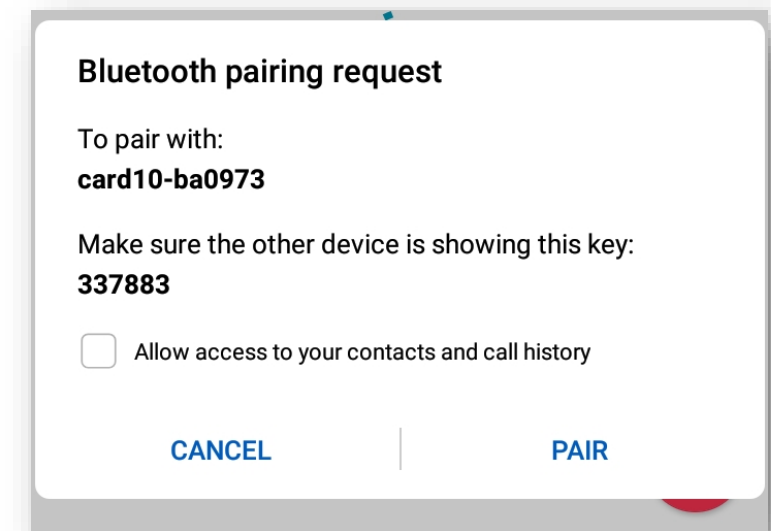 Bluetooth pairing request
To pair with:
card10-ba0973
Make sure the other device is showing this key:
337883
Allow access to your contacts and call history
CANCEL
PAIR